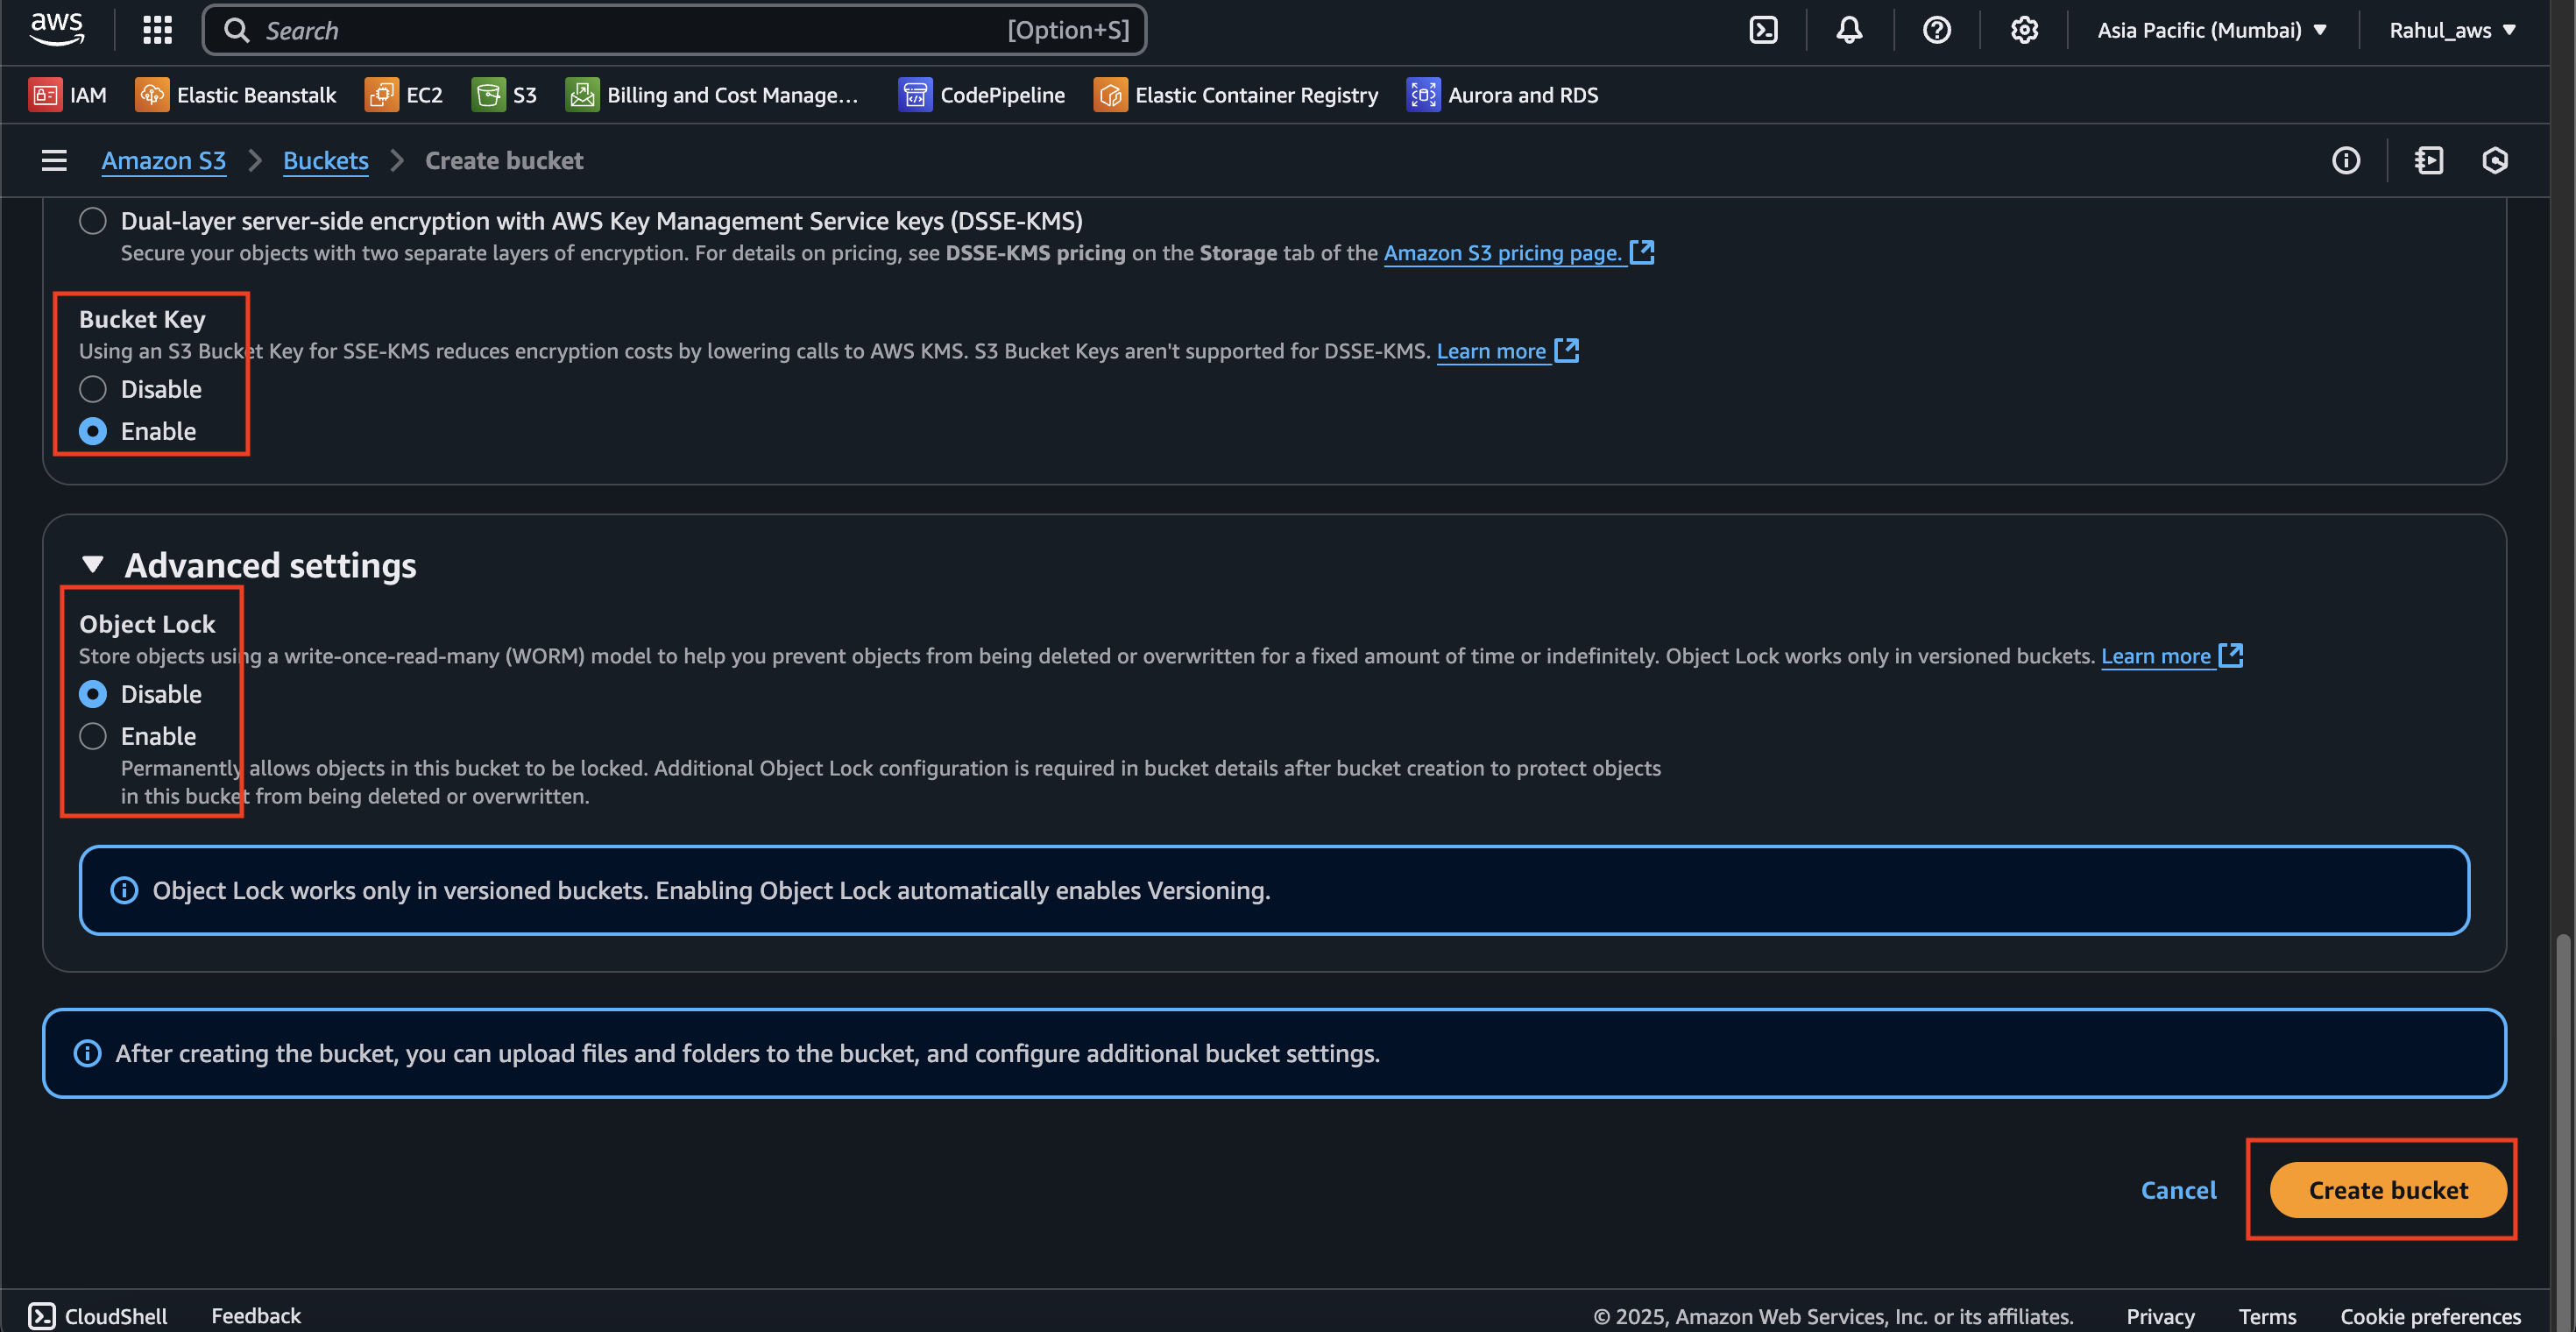 aws
Search
[Option+S]
Asia Pacific (Mumbai)
Rahul_aws
IAM
Elastic Beanstalk
EC2
S3
Billing and Cost Manage...
CodePipeline
Elastic Container Registry
Aurora and RDS
Amazon S3
Buckets
Create bucket
Dual-layer server-side encryption with AWS Key Management Service keys (DSSE-KMS)
Secure your objects with two separate layers of encryption. For details on pricing, see DSSE-KMS pricing on the Storage tab of the Amazon S3 pricing page.
Bucket Key
Using an S3 Bucket Key for SSE-KMS reduces encryption costs by lowering calls to AWS KMS. S3 Bucket Keys aren't supported for DSSE-KMS. Learn more
Disable
Enable
Advanced settings
Object Lock
Store objects using a write-once-read-many (WORM) model to help you prevent objects from being deleted or overwritten for a fixed amount of time or indefinitely. Object Lock works only in versioned buckets. Learn more
Disable
Enable
Permanently allows objects in this bucket to be locked. Additional Object Lock configuration is required in bucket details after bucket creation to protect objects
in this bucket from being deleted or overwritten.
Object Lock works only in versioned buckets. Enabling Object Lock automatically enables Versioning.
After creating the bucket, you can upload files and folders to the bucket, and configure additional bucket settings.
Cancel
Create bucket
CloudShell
Feedback
© 2025, Amazon Web Services, Inc. or its affiliates.
Privacy
Terms
Cookie preferences